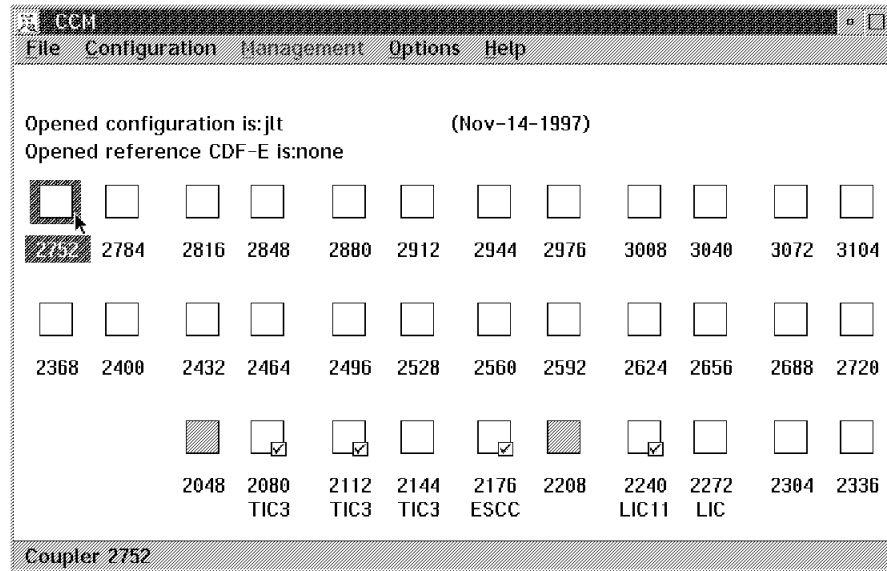 CCM
File Configuration Management Options Help
Opened configuration is:jlt (Nov-14-1997)
Opened reference CDF-E is:none
2752 2784 2816 2848 2880 2912 2944 2976 3008 3040 3072 3104
2368 2400 2432 2464 2496 2528 2560 2592 2624 2656 2688 2720
2048 2080 2112 2144 2176 2208 2240 2272 2304 2336
TIC3 TIC3 TIC3 ESCC LIC11 LIC
Coupler 2752